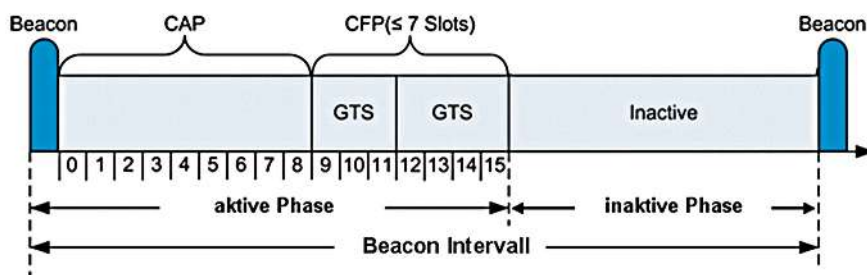 Beacon CAP CFP(≤ 7 Slots) Beacon
GTS GTS Inactive
0 1 2 3 4 5 6 7 8 9 10 11 12 13 14 15
aktive Phase inaktive Phase
Beacon Intervall